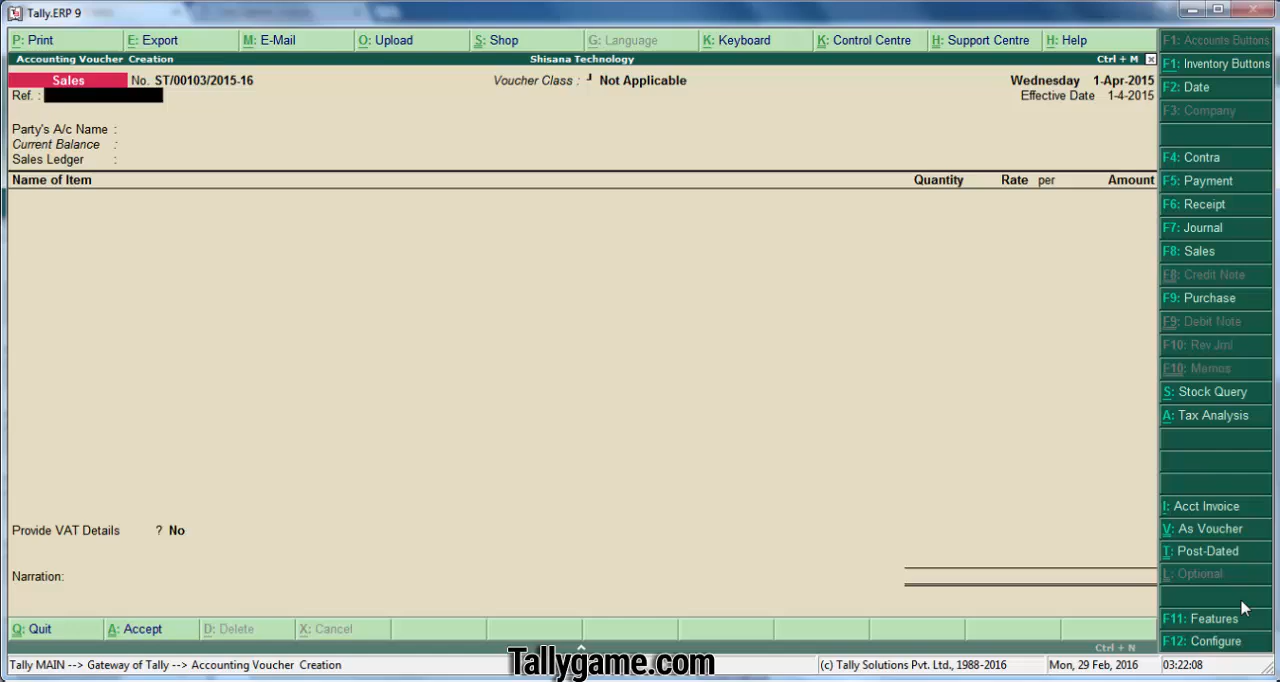 Tally.ERP 9
P: Print E: Export M: E-Mail O: Upload S: Shop G: Language K: Keyboard K: Control Centre H: Support Centre H: Help
F1: Accounts Buttons
Accounting Voucher Creation Shisana Technology Ctrl + M
F1: Inventory Buttons
Sales No. ST/00103/2015-16 Voucher Class : Not Applicable Wednesday 1-Apr-2015
F2: Date
Ref. : Effective Date 1-4-2015
F3: Company
Party's A/c Name :
Current Balance :
Sales Ledger :
F4: Contra
Name of Item Quantity Rate per Amount
F5: Payment
F6: Receipt
F7: Journal
F8: Sales
F8: Credit Note
F9: Purchase
F9: Debit Note
F10: Rev Jrnl
F10: Memos
S: Stock Query
A: Tax Analysis
I: Acct Invoice
Provide VAT Details ? No
V: As Voucher
T: Post-Dated
L: Optional
Narration:
F11: Features
Q: Quit A: Accept D: Delete X: Cancel
F12: Configure
Ctrl + N
Tally MAIN --> Gateway of Tally --> Accounting Voucher Creation (c) Tally Solutions Pvt. Ltd., 1988-2016 Mon, 29 Feb, 2016 03:22:08
Tallygame.com